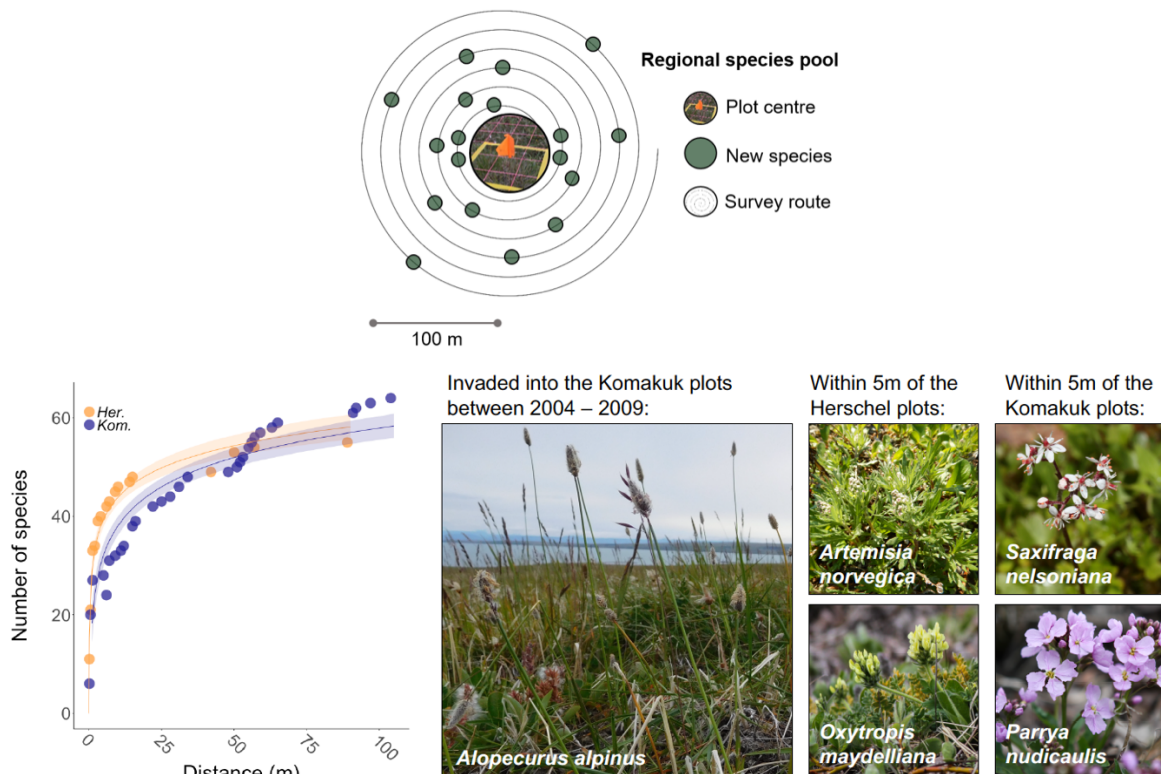 Regional species pool
Plot centre
New species
Survey route
100 m
Number of species
60
40
20
0
Her.
Kom.
0
25
50
75
100
Distance (m)
Invaded into the Komakuk plots
between 2004 – 2009:
Alopecurus alpinus
Within 5m of the
Herschel plots:
Artemisia
norvegica
Oxytropis
maydelliana
Within 5m of the
Komakuk plots:
Saxifraga
nelsoniana
Parrya
nudicaulis